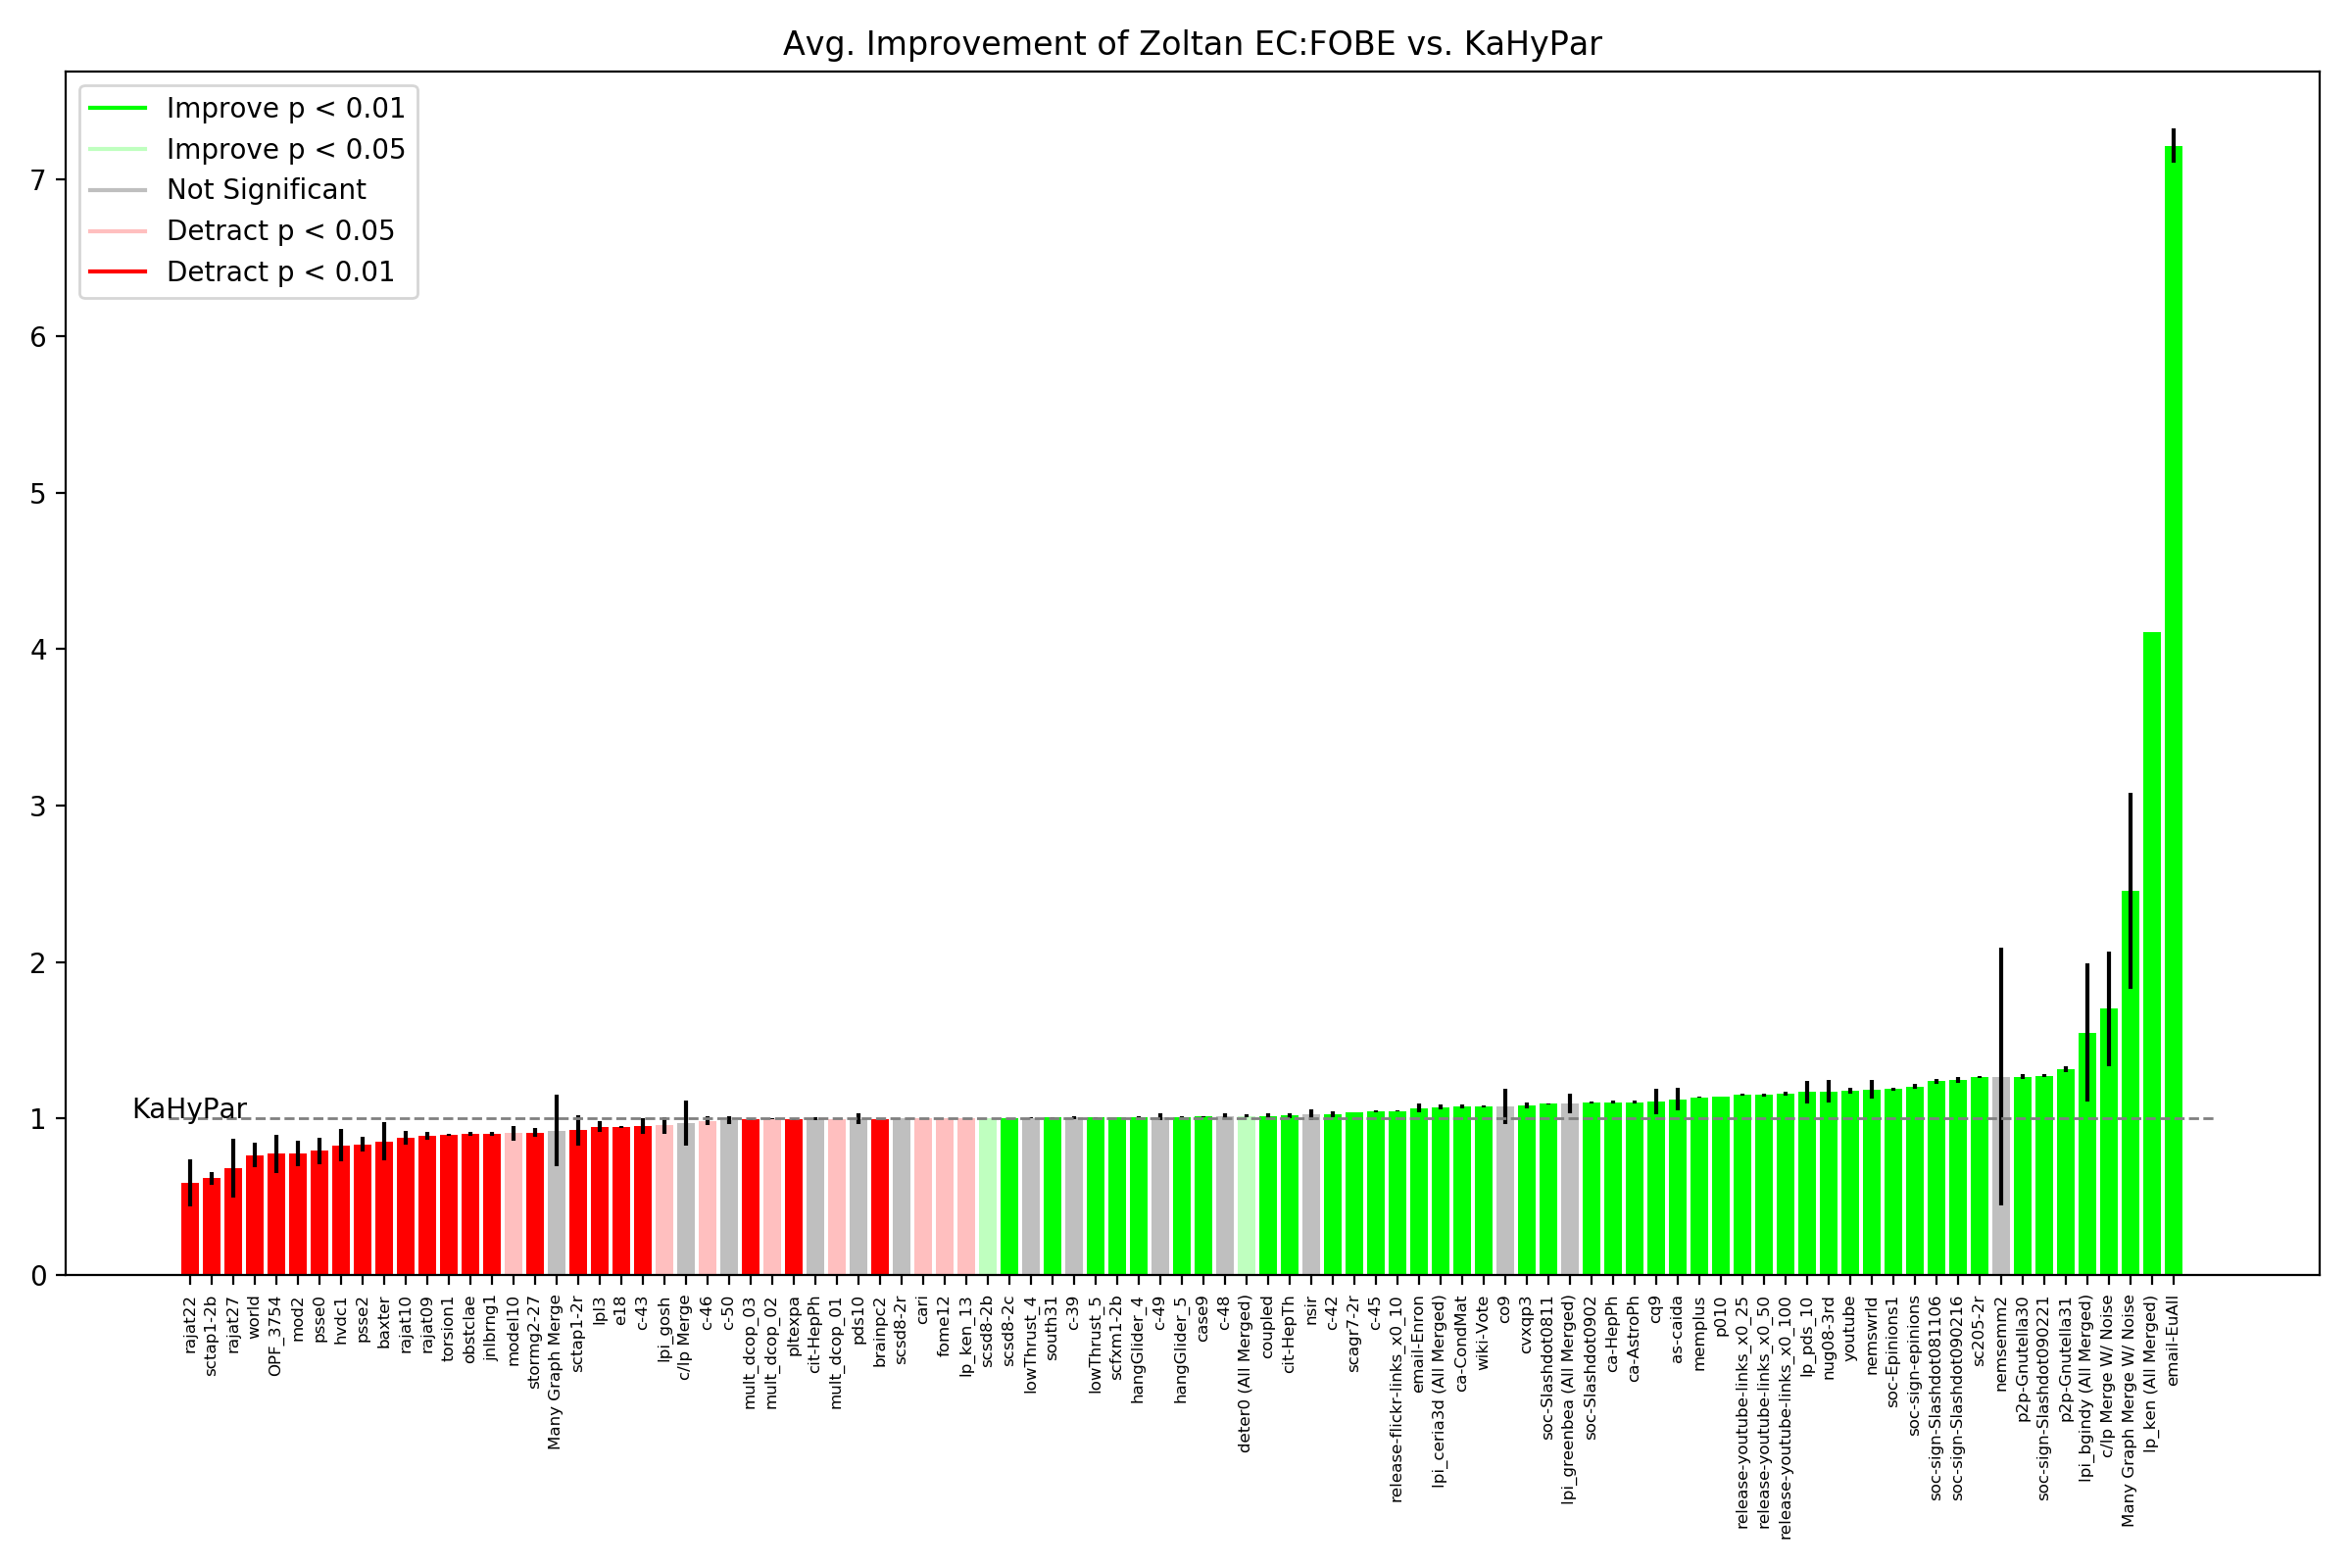 Avg. Improvement of Zoltan EC:FOBE vs. KaHyPar
Improve p < 0.01
Improve p < 0.05
Not Significant
Detract p < 0.05
Detract p < 0.01
7
6
5
4
3
2
1
0
KaHyPar
rajat22
sctap1-2b
rajat27
world
OPF_3754
mod2
psse0
hvdc1
psse2
baxter
rajat10
rajat09
torsion1
obstclae
jnlbrng1
model10
stormg2-27
Many Graph Merge
sctap1-2r
lpl3
e18
c-43
lpi_gosh
c/lp Merge
c-46
c-50
mult_dcop_03
mult_dcop_02
pltexpa
cit-HepPh
mult_dcop_01
pds10
brainpc2
scsd8-2r
cari
fome12
lp_ken_13
scsd8-2b
scsd8-2c
lowThrust_4
south31
c-39
lowThrust_5
scfxm1-2b
hangGlider_4
c-49
hangGlider_5
case9
c-48
deter0 (All Merged)
coupled
cit-HepTh
nsir
c-42
scagr7-2r
c-45
release-flickr-links_x0_10
email-Enron
lpi_ceria3d (All Merged)
ca-CondMat
wiki-Vote
co9
cvxqp3
soc-Slashdot0811
lpi_greenbea (All Merged)
soc-Slashdot0902
ca-HepPh
ca-AstroPh
cq9
as-caida
memplus
p010
release-youtube-links_x0_25
release-youtube-links_x0_50
release-youtube-links_x0_100
lp_pds_10
nug08-3rd
youtube
nemswrld
soc-Epinions1
soc-sign-epinions
soc-sign-Slashdot081106
soc-sign-Slashdot090216
sc205-2r
nemsemm2
p2p-Gnutella30
soc-sign-Slashdot090221
p2p-Gnutella31
lpi_bgindy (All Merged)
c/lp Merge W/ Noise
Many Graph Merge W/ Noise
lp_ken (All Merged)
email-EuAll